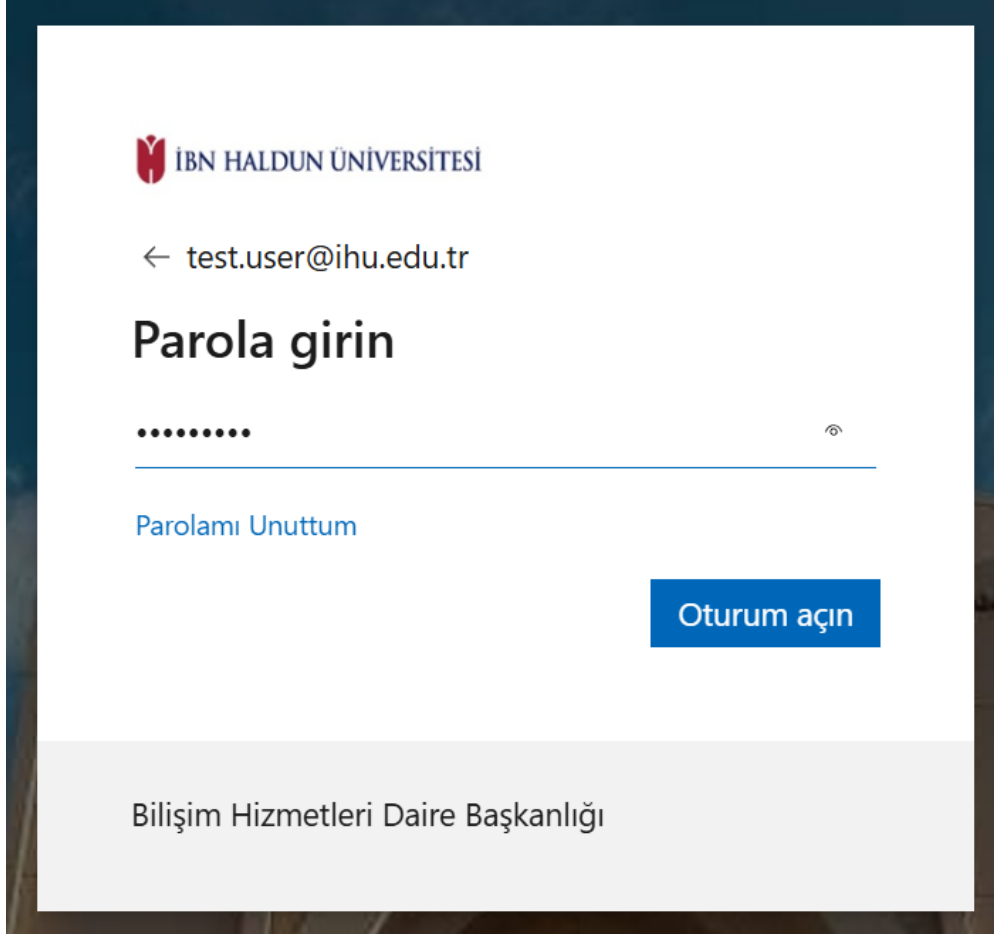 İBN HALDUN ÜNİVERSİTESİ
← test.user@ihu.edu.tr
Parola girin
•••••••••
Parolamı Unuttum
Oturum açın
Bilişim Hizmetleri Daire Başkanlığı